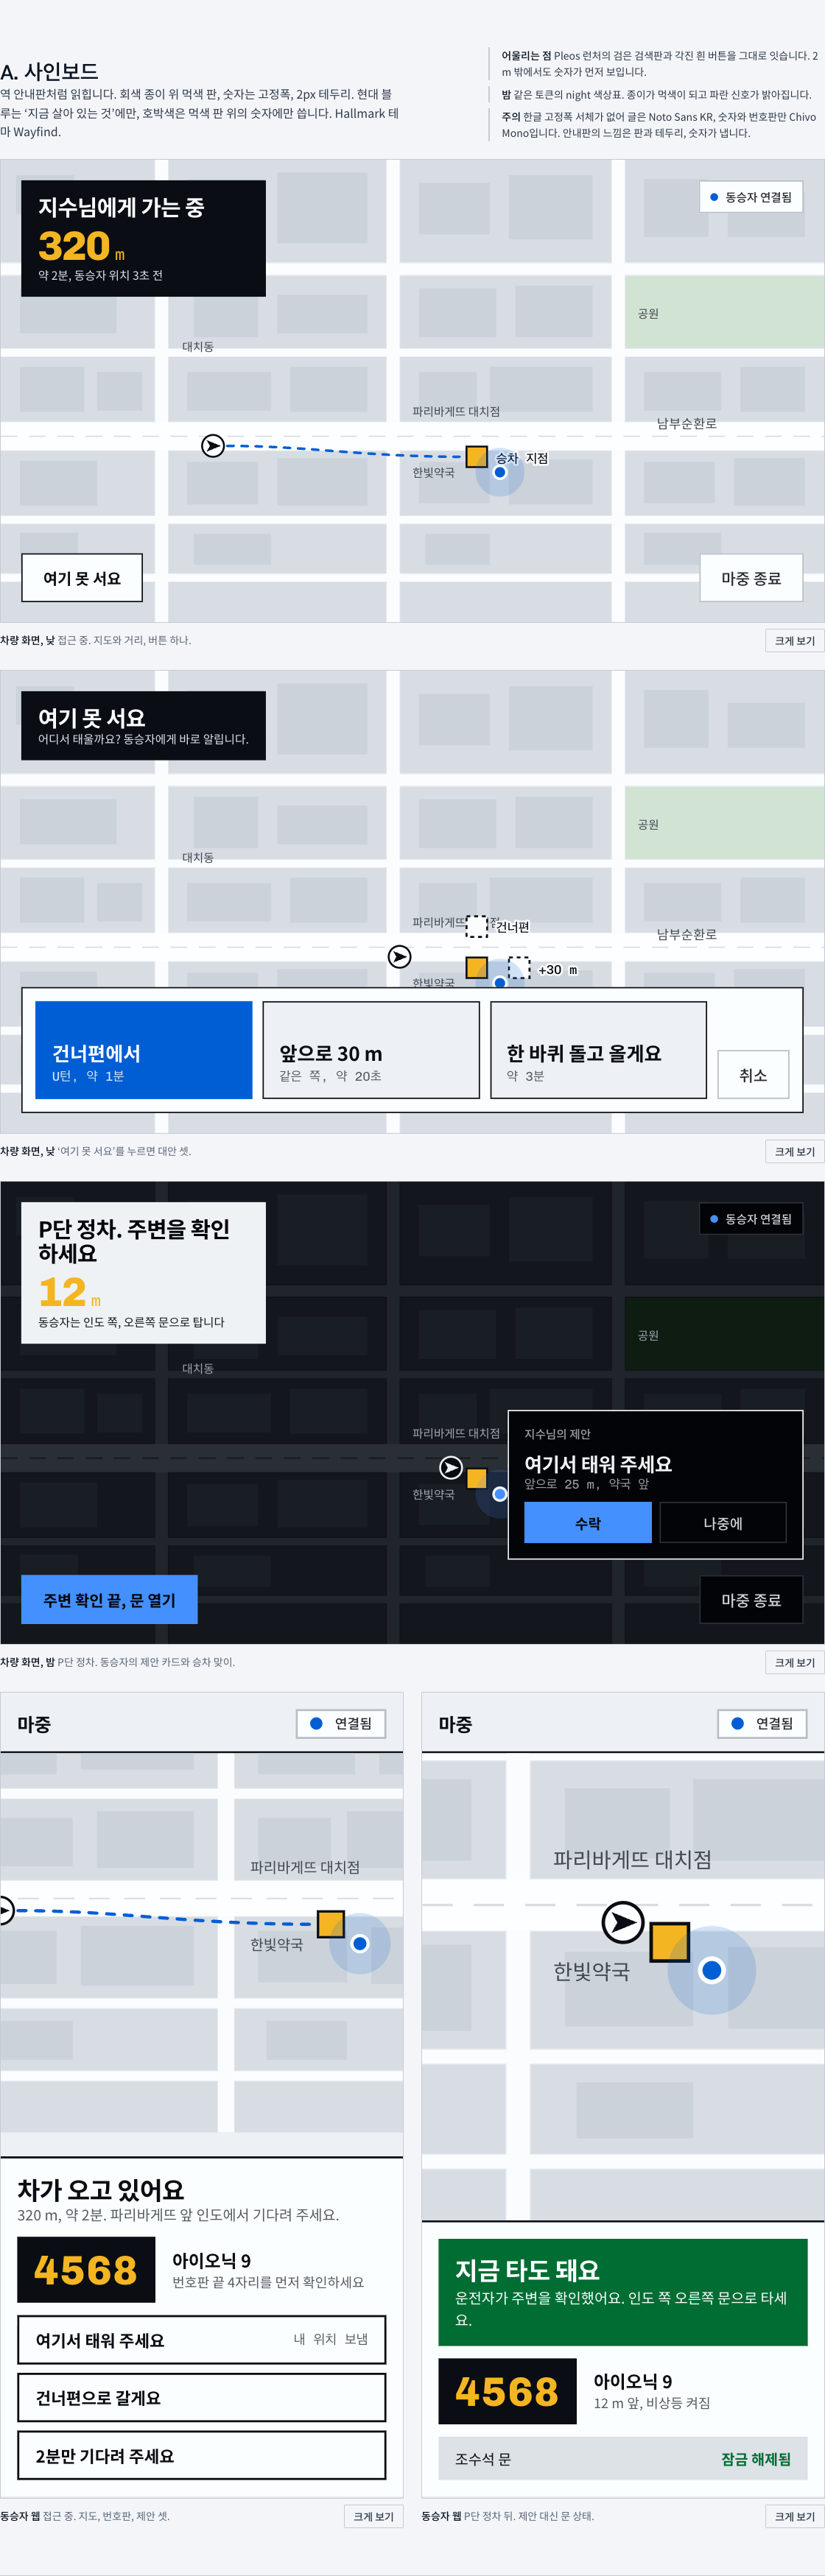 A. 사인보드
역 안내판처럼 읽힙니다. 회색 종이 위 먹색 판, 숫자는 고정폭, 2px 테두리. 현대 블
루는 ‘지금 살아 있는 것’에만, 호박색은 먹색 판 위의 숫자에만 씁니다. Hallmark 테
마 Wayfind.
어울리는 점 Pleos 런처의 검은 검색판과 각진 흰 버튼을 그대로 잇습니다. 2
m 밖에서도 숫자가 먼저 보입니다.
밤 같은 토큰의 night 색상표. 종이가 먹색이 되고 파란 신호가 밝아집니다.
주의 한글 고정폭 서체가 없어 글은 Noto Sans KR, 숫자와 번호판만 Chivo
Mono입니다. 안내판의 느낌은 판과 테두리, 숫자가 냅니다.
지수님에게 가는 중
320 m
약 2분, 동승자 위치 3초 전
동승자 연결됨
공원
대치동
파리바게뜨 대치점
남부순환로
승차 지점
한빛약국
여기 못 서요
마중 종료
차량 화면, 낮 접근 중. 지도와 거리, 버튼 하나.
크게 보기
여기 못 서요
어디서 태울까요? 동승자에게 바로 알립니다.
공원
대치동
파리바게뜨 대치점
건너편
남부순환로
+30 m
한빛약국
건너편에서
U턴, 약 1분
앞으로 30 m
같은 쪽, 약 20초
한 바퀴 돌고 올게요
약 3분
취소
차량 화면, 낮 ‘여기 못 서요’를 누르면 대안 셋.
크게 보기
P단 정차. 주변을 확인
하세요
12 m
동승자는 인도 쪽, 오른쪽 문으로 탑니다
동승자 연결됨
공원
대치동
파리바게뜨 대치점
한빛약국
지수님의 제안
여기서 태워 주세요
앞으로 25 m, 약국 앞
수락
나중에
주변 확인 끝, 문 열기
마중 종료
차량 화면, 밤 P단 정차. 동승자의 제안 카드와 승차 맞이.
크게 보기
마중
연결됨
파리바게뜨 대치점
한빛약국
차가 오고 있어요
320 m, 약 2분. 파리바게뜨 앞 인도에서 기다려 주세요.
4568
아이오닉 9
번호판 끝 4자리를 먼저 확인하세요
여기서 태워 주세요
내 위치 보냄
건너편으로 갈게요
2분만 기다려 주세요
동승자 웹 접근 중. 지도, 번호판, 제안 셋.
크게 보기
마중
연결됨
파리바게뜨 대치점
한빛약국
지금 타도 돼요
운전자가 주변을 확인했어요. 인도 쪽 오른쪽 문으로 타세
요.
4568
아이오닉 9
12 m 앞, 비상등 켜짐
조수석 문
잠금 해제됨
동승자 웹 P단 정차 뒤. 제안 대신 문 상태.
크게 보기